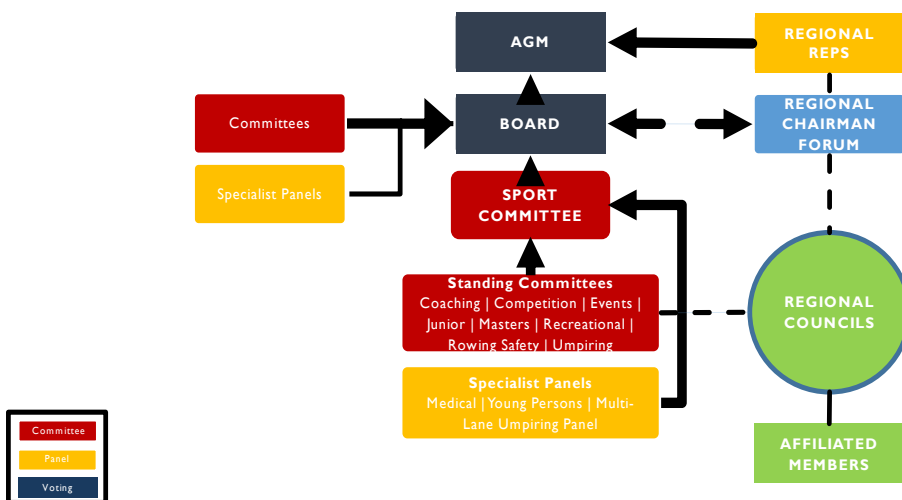 AGM
REGIONAL
REPS
Committees
BOARD
REGIONAL
CHAIRMAN
FORUM
Specialist Panels
SPORT
COMMITTEE
Standing Committees
Coaching | Competition | Events |
Junior | Masters | Recreational |
Rowing Safety | Umpiring
REGIONAL
COUNCILS
Specialist Panels
Medical | Young Persons | Multi-
Lane Umpiring Panel
AFFILIATED
MEMBERS
Committee
Panel
Voting